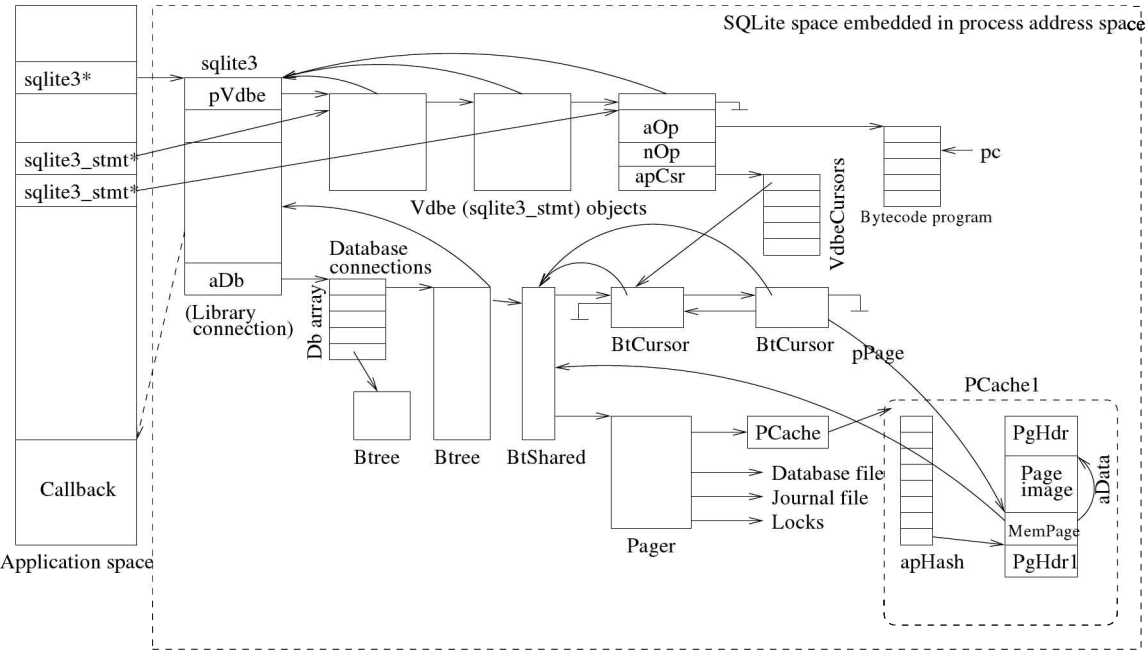 SQLite space embedded in process address space
sqlite3*
sqlite3
pVdbe
aOp
nOp
apCsr
pc
sqlite3_stmt*
sqlite3_stmt*
Vdbe (sqlite3_stmt) objects
VdbeCursors
Bytecode program
Database
connections
aDb
(Library
connection)
Db array
BtCursor
BtCursor
pPage
PCache1
PCache
PgHdr
Btree
Btree
BtShared
Page
image
aData
Callback
Database file
Journal file
Locks
MemPage
Pager
apHash
PgHdr1
Application space